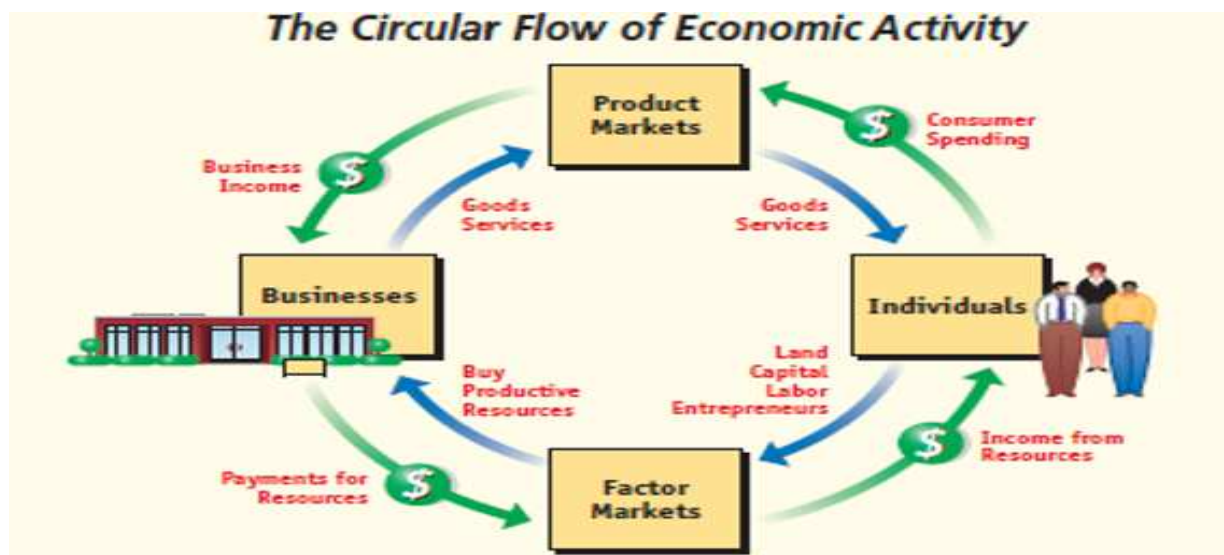 The Circular Flow of Economic Activity
Product
Markets
$
Consumer
Spending
Business
Income
$
Goods
Services
Goods
Services
Businesses
Individuals
Buy
Productive
Resources
Land
Capital
Labor
Entrepreneurs
Payments for
Resources
$
Factor
Markets
$
Income from
Resources